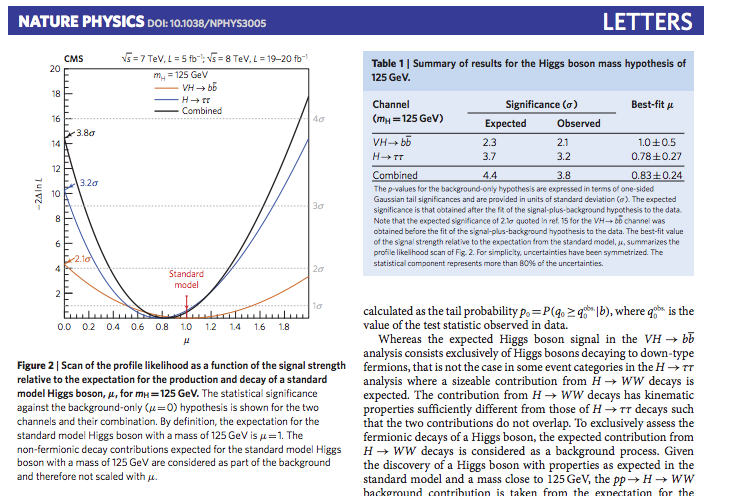 NATURE PHYSICS DOI: 10.1038/NPHYS3005
LETTERS
CMS
√s = 7 TeV, L = 5 fb⁻¹; √s = 8 TeV, L = 19–20 fb⁻¹
20
18
16
14
12
10
8
6
4
2
−2Δln L
m_H = 125 GeV
VH → bb̅
H → ττ
Combined
3.8σ
3.2σ
2.1σ
4σ
3σ
2σ
1σ
Standard
model
0.0 0.2 0.4 0.6 0.8 1.0 1.2 1.4 1.6 1.8
μ
Figure 2 | Scan of the profile likelihood as a function of the signal strength
relative to the expectation for the production and decay of a standard
model Higgs boson, μ, for m_H = 125 GeV. The statistical significance
against the background-only (μ = 0) hypothesis is shown for the two
channels and their combination. By definition, the expectation for the
standard model Higgs boson with a mass of 125 GeV is μ = 1. The
non-fermionic decay contributions expected for the standard model Higgs
boson with a mass of 125 GeV are considered as part of the background
and therefore not scaled with μ.
Table 1 | Summary of results for the Higgs boson mass hypothesis of
125 GeV.
Channel Significance (σ) Best-fit μ
(m_H = 125 GeV)
Expected Observed
VH → bb̅ 2.3 2.1 1.0 ± 0.5
H → ττ 3.7 3.2 0.78 ± 0.27
Combined 4.4 3.8 0.83 ± 0.24
The p-values for the background-only hypothesis are expressed in terms of one-sided
Gaussian tail significances and are provided in units of standard deviation (σ). The expected
significance is that obtained after the fit of the signal-plus-background hypothesis to the data.
Note that the expected significance of 2.1σ quoted in ref. 15 for the VH → bb̅ channel was
obtained before the fit of the signal-plus-background hypothesis to the data. The best-fit value
of the signal strength relative to the expectation from the standard model, μ, summarizes the
profile likelihood scan of Fig. 2. For simplicity, uncertainties have been symmetrized. The
statistical component represents more than 80% of the uncertainties.
calculated as the tail probability p₀ = P(q₀ ≥ q₀ᵒᵇˢ | b), where q₀ᵒᵇˢ is the
value of the test statistic observed in data.
Whereas the expected Higgs boson signal in the VH → bb̅
analysis consists exclusively of Higgs bosons decaying to down-type
fermions, that is not the case in some event categories in the H → ττ
analysis where a sizeable contribution from H → WW decays is
expected. The contribution from H → WW decays has kinematic
properties sufficiently different from those of H → ττ decays such
that the two contributions do not overlap. To exclusively assess the
fermionic decays of a Higgs boson, the expected contribution from
H → WW decays is considered as a background process. Given
the discovery of a Higgs boson with properties as expected in the
standard model and a mass close to 125 GeV, the pp → H → WW
background contribution is taken from the expectation for the